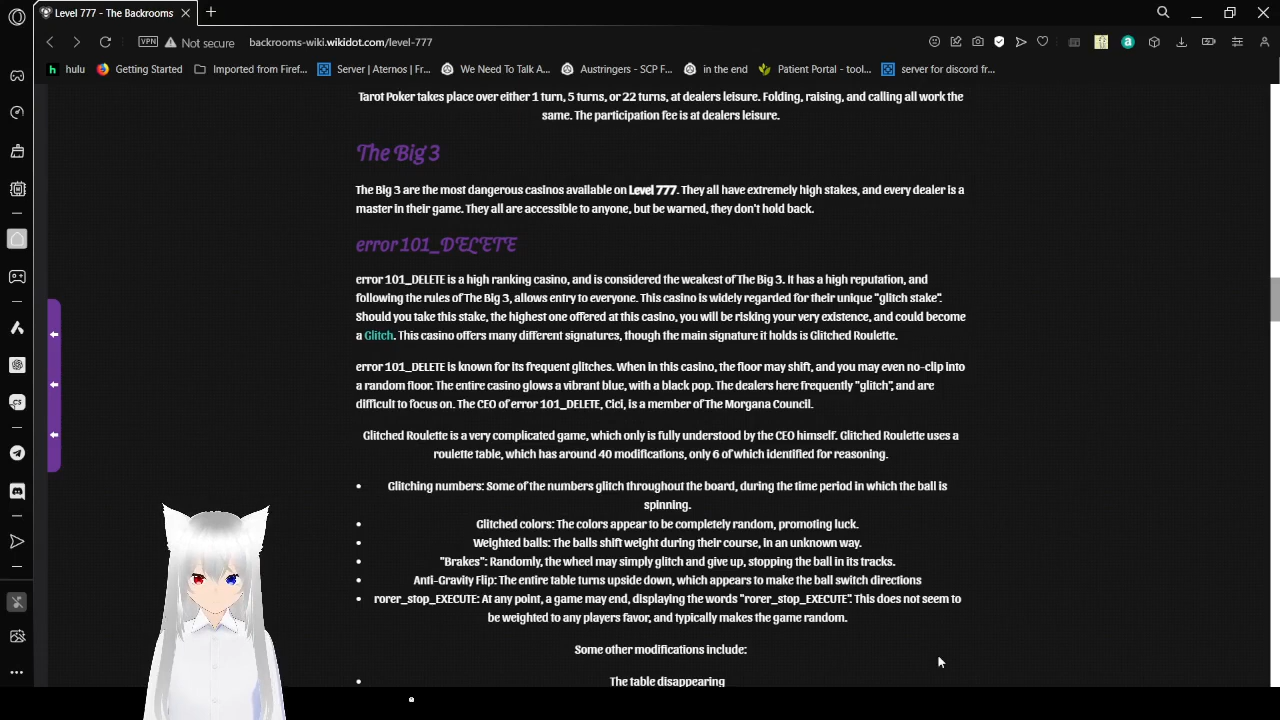 Level 777 - The Backrooms
VPN
Not secure
backrooms-wiki.wikidot.com/level-777
hulu
Getting Started
Imported from Firef...
Server | Aternos | Fr...
We Need To Talk A...
Austringers - SCP F...
in the end
Patient Portal - tool...
server for discord fr...
Tarot Poker takes place over either 1 turn, 5 turns, or 22 turns, at dealers leisure. Folding, raising, and calling all work the
same. The participation fee is at dealers leisure.
The Big 3
The Big 3 are the most dangerous casinos available on Level 777. They all have extremely high stakes, and every dealer is a
master in their game. They all are accessible to anyone, but be warned, they don't hold back.
error 101_DELETE
error 101_DELETE is a high ranking casino, and is considered the weakest of The Big 3. It has a high reputation, and
following the rules of The Big 3, allows entry to everyone. This casino is widely regarded for their unique "glitch stake".
Should you take this stake, the highest one offered at this casino, you will be risking your very existence, and could become
a Glitch. This casino offers many different signatures, though the main signature it holds is Glitched Roulette.
error 101_DELETE is known for its frequent glitches. When in this casino, the floor may shift, and you may even no-clip into
a random floor. The entire casino glows a vibrant blue, with a black pop. The dealers here frequently "glitch", and are
difficult to focus on. The CEO of error 101_DELETE, Cici, is a member of The Morgana Council.
Glitched Roulette is a very complicated game, which only is fully understood by the CEO himself. Glitched Roulette uses a
roulette table, which has around 40 modifications, only 6 of which identified for reasoning.
• Glitching numbers: Some of the numbers glitch throughout the board, during the time period in which the ball is
spinning.
• Glitched colors: The colors appear to be completely random, promoting luck.
• Weighted balls: The balls shift weight during their course, in an unknown way.
• "Brakes": Randomly, the wheel may simply glitch and give up, stopping the ball in its tracks.
• Anti-Gravity Flip: The entire table turns upside down, which appears to make the ball switch directions
• rorer_stop_EXECUTE: At any point, a game may end, displaying the words "rorer_stop_EXECUTE". This does not seem to
be weighted to any players favor, and typically makes the game random.
Some other modifications include:
• The table disappearing